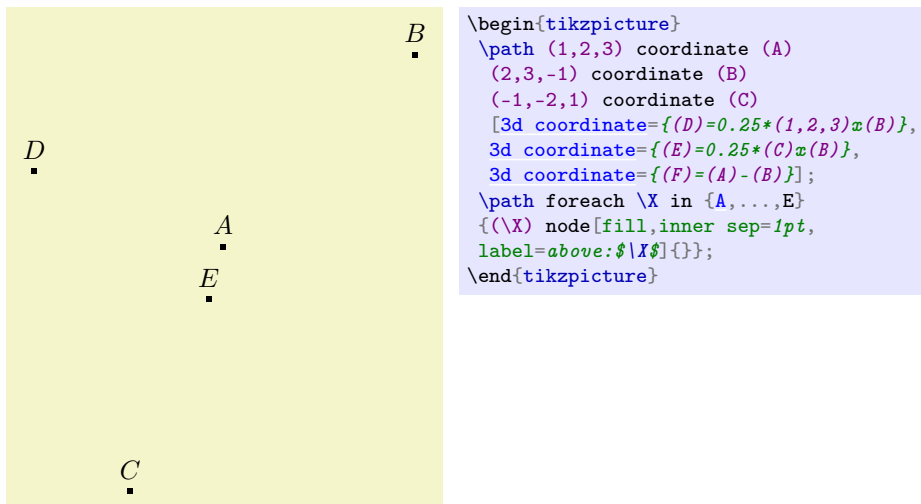 B
D
A
E
C
\begin{tikzpicture}
\path (1,2,3) coordinate (A)
(2,3,-1) coordinate (B)
(-1,-2,1) coordinate (C)
[3d coordinate={(D)=0.25*(1,2,3)x(B)},
3d coordinate={(E)=0.25*(C)x(B)},
3d coordinate={(F)=(A)-(B)}];
\path foreach \X in {A,...,E}
{(\X) node[fill,inner sep=1pt,
label=above:$\X$]{}};
\end{tikzpicture}